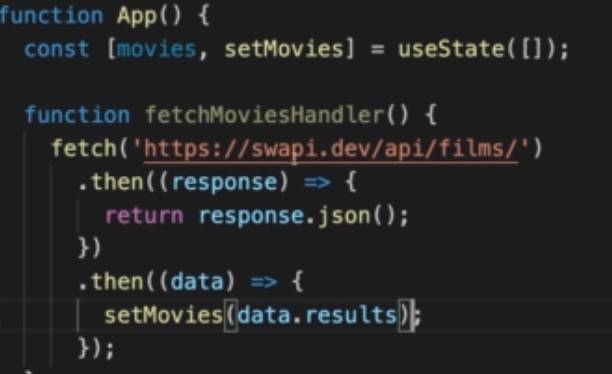 function App() {
  const [movies, setMovies] = useState([]);
  function fetchMoviesHandler() {
    fetch('https://swapi.dev/api/films/')
      .then((response) => {
        return response.json();
      })
      .then((data) => {
        setMovies(data.results);
      });